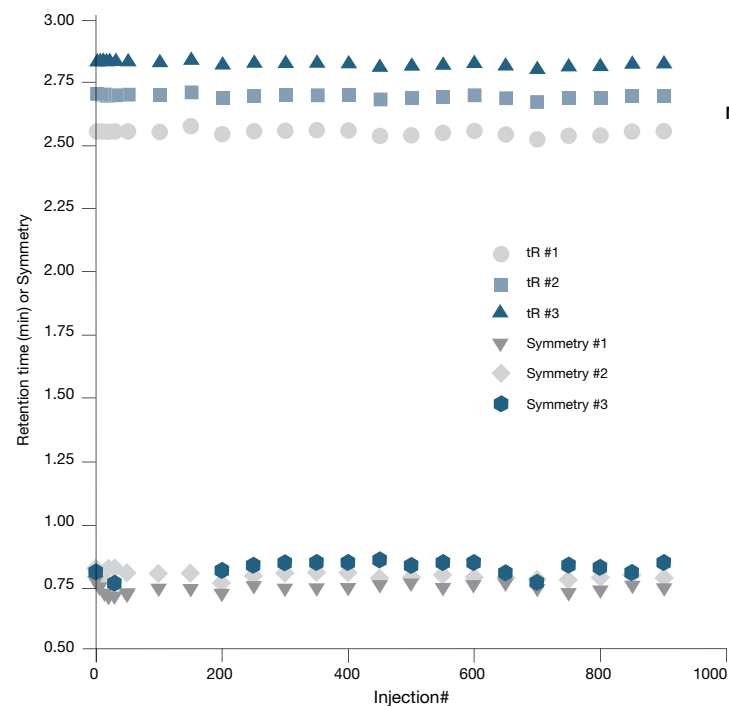 3.00
2.75
2.50
2.25
2.00
1.75
1.50
1.25
1.00
0.75
0.50
Retention time (min) or Symmetry
tR #1
tR #2
tR #3
Symmetry #1
Symmetry #2
Symmetry #3
0 200 400 600 800 1000
Injection#